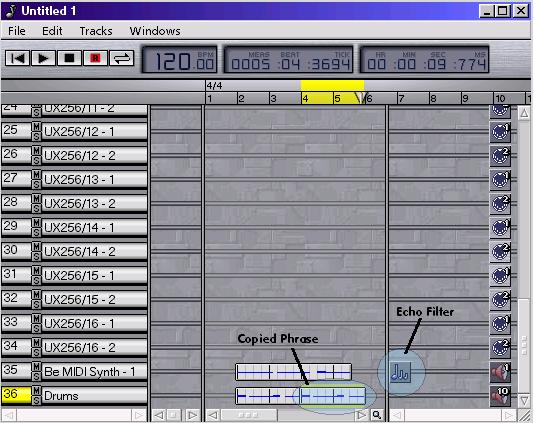 Untitled 1
File Edit Tracks Windows
120.00 BPM
MEAS BEAT TICK
0005:04:3694
HR MIN SEC MS
00:00:09:774
4/4
1 2 3 4 5 6 7 8 9 10 11
24 M S UX256/11 - 2
25 M S UX256/12 - 1
26 M S UX256/12 - 2
27 M S UX256/13 - 1
28 M S UX256/13 - 2
29 M S UX256/14 - 1
30 M S UX256/14 - 2
31 M S UX256/15 - 1
32 M S UX256/15 - 2
33 M S UX256/16 - 1
34 M S UX256/16 - 2
Echo Filter
Copied Phrase
35 M S Be MIDI Synth - 1 1
36 M S Drums 10